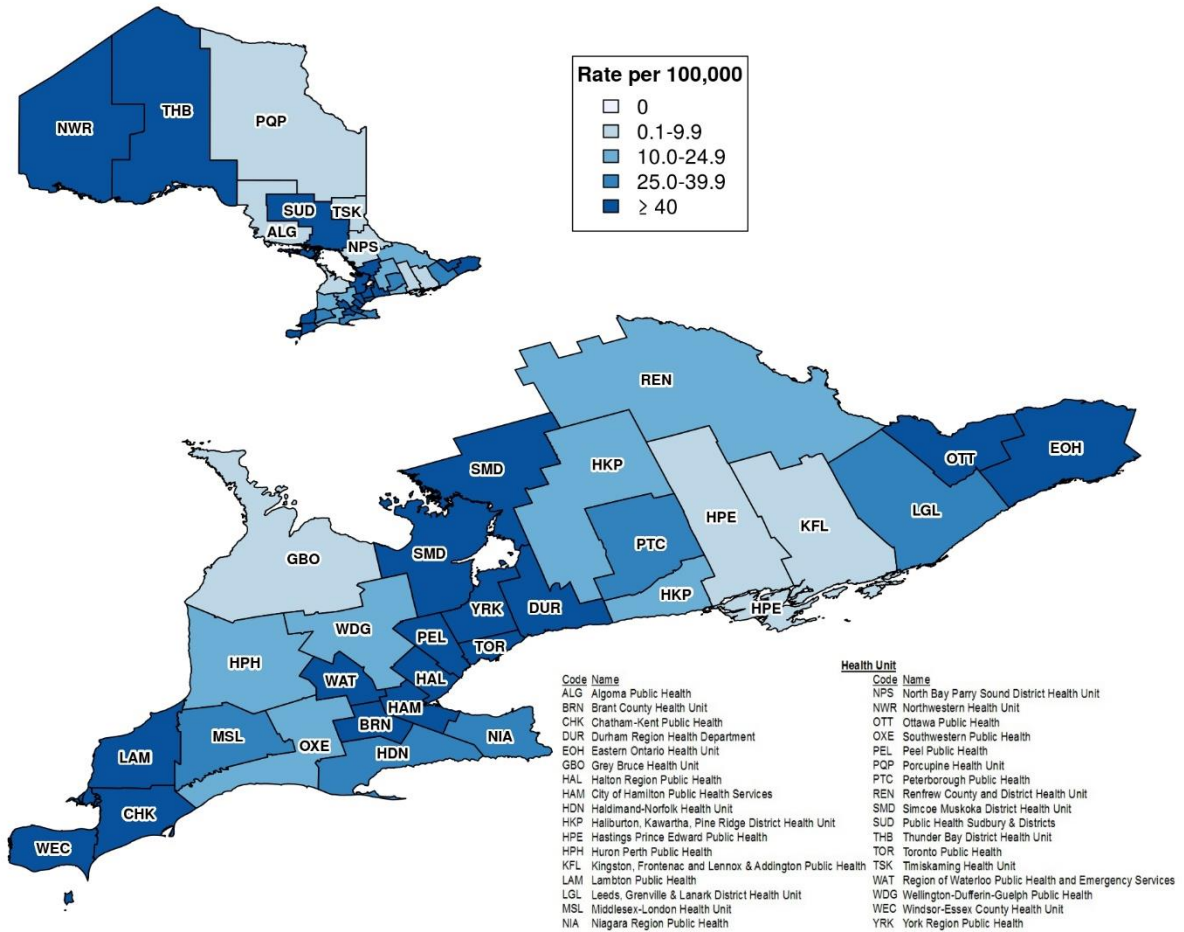 Rate per 100,000
0
0.1-9.9
10.0-24.9
25.0-39.9
≥ 40
NWR
THB
PQP
SUD
TSK
ALG
NPS
REN
SMD
HKP
OTT
EOH
HPE
KFL
LGL
PTC
GBO
SMD
YRK
DUR
HKP
HPE
WDG
PEL
TOR
HPH
WAT
HAL
HAM
BRN
MSL
OXE
NIA
HDN
LAM
CHK
WEC
Health Unit
Code Name
ALG Algoma Public Health
BRN Brant County Health Unit
CHK Chatham-Kent Public Health
DUR Durham Region Health Department
EOH Eastern Ontario Health Unit
GBO Grey Bruce Health Unit
HAL Halton Region Public Health
HAM City of Hamilton Public Health Services
HDN Haldimand-Norfolk Health Unit
HKP Haliburton, Kawartha, Pine Ridge District Health Unit
HPE Hastings Prince Edward Public Health
HPH Huron Perth Public Health
KFL Kingston, Frontenac and Lennox & Addington Public Health
LAM Lambton Public Health
LGL Leeds, Grenville & Lanark District Health Unit
MSL Middlesex-London Health Unit
NIA Niagara Region Public Health
Code Name
NPS North Bay Parry Sound District Health Unit
NWR Northwestern Health Unit
OTT Ottawa Public Health
OXE Southwestern Public Health
PEL Peel Public Health
PQP Porcupine Health Unit
PTC Peterborough Public Health
REN Renfrew County and District Health Unit
SMD Simcoe Muskoka District Health Unit
SUD Public Health Sudbury & Districts
THB Thunder Bay District Health Unit
TOR Toronto Public Health
TSK Timiskaming Health Unit
WAT Region of Waterloo Public Health and Emergency Services
WDG Wellington-Dufferin-Guelph Public Health
WEC Windsor-Essex County Health Unit
YRK York Region Public Health